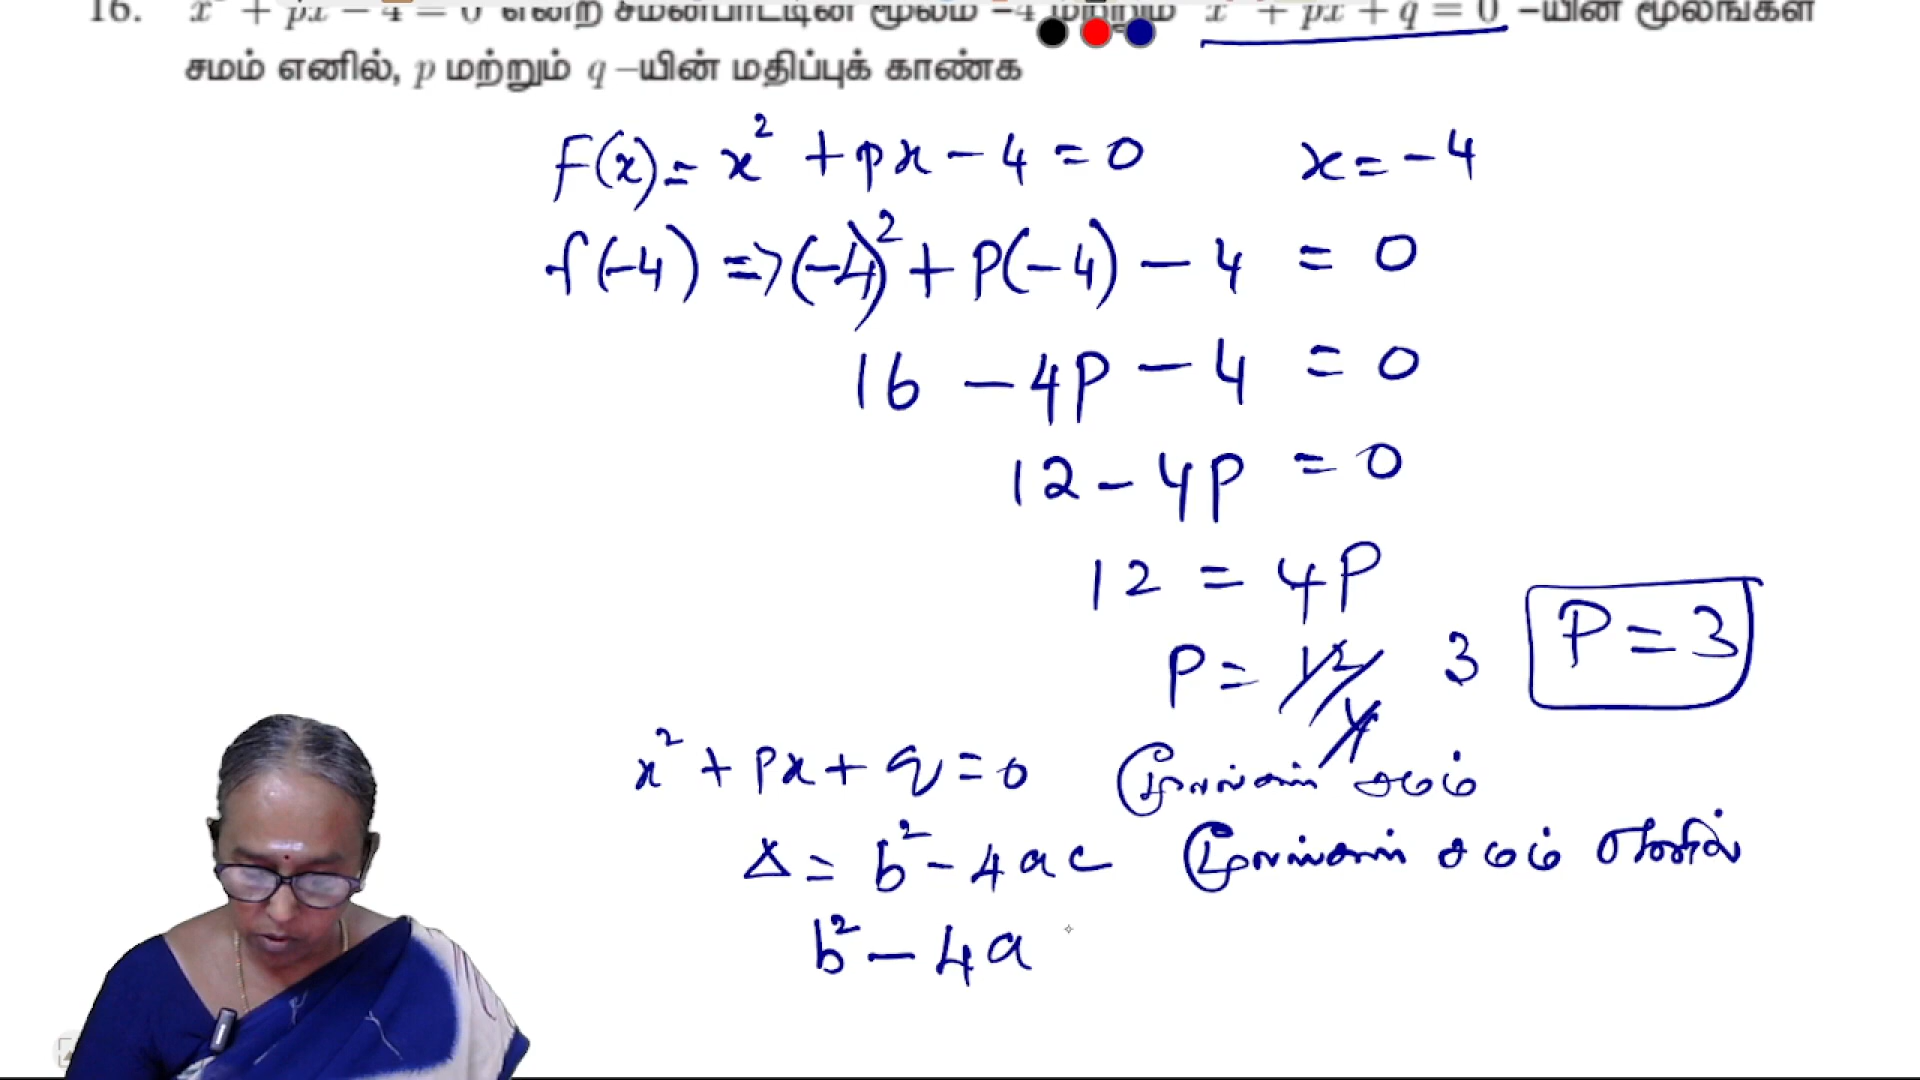 16. x² + px − 4 = 0 என்ற சமன்பாட்டின் மூலம் −4 மற்றும் x² + px + q = 0 −யின் மூலங்கள்
சமம் எனில், p மற்றும் q −யின் மதிப்புக் காண்க
F(x) = x² + px − 4 = 0 x = −4
f(−4) => (−4)² + P(−4) − 4 = 0
16 − 4P − 4 = 0
12 − 4P = 0
12 = 4P
P = 12/4 3 P = 3
x² + Px + q = 0 மூலங்கள் சமம்
Δ = b² − 4ac மூலங்கள் சமம் எனில்
b² − 4a